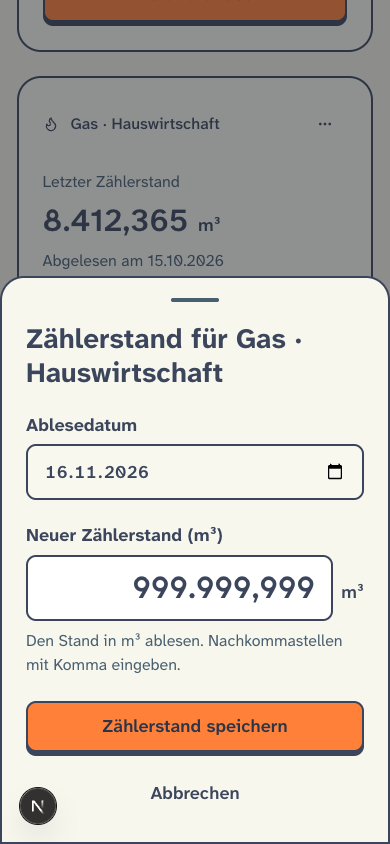 Gas · Hauswirtschaft
...
Letzter Zählerstand
8.412,365 m³
Abgelesen am 15.10.2026
Zählerstand für Gas ·
Hauswirtschaft
Ablesedatum
16.11.2026
Neuer Zählerstand (m³)
999.999,999 m³
Den Stand in m³ ablesen. Nachkommastellen
mit Komma eingeben.
Zählerstand speichern
Abbrechen
N